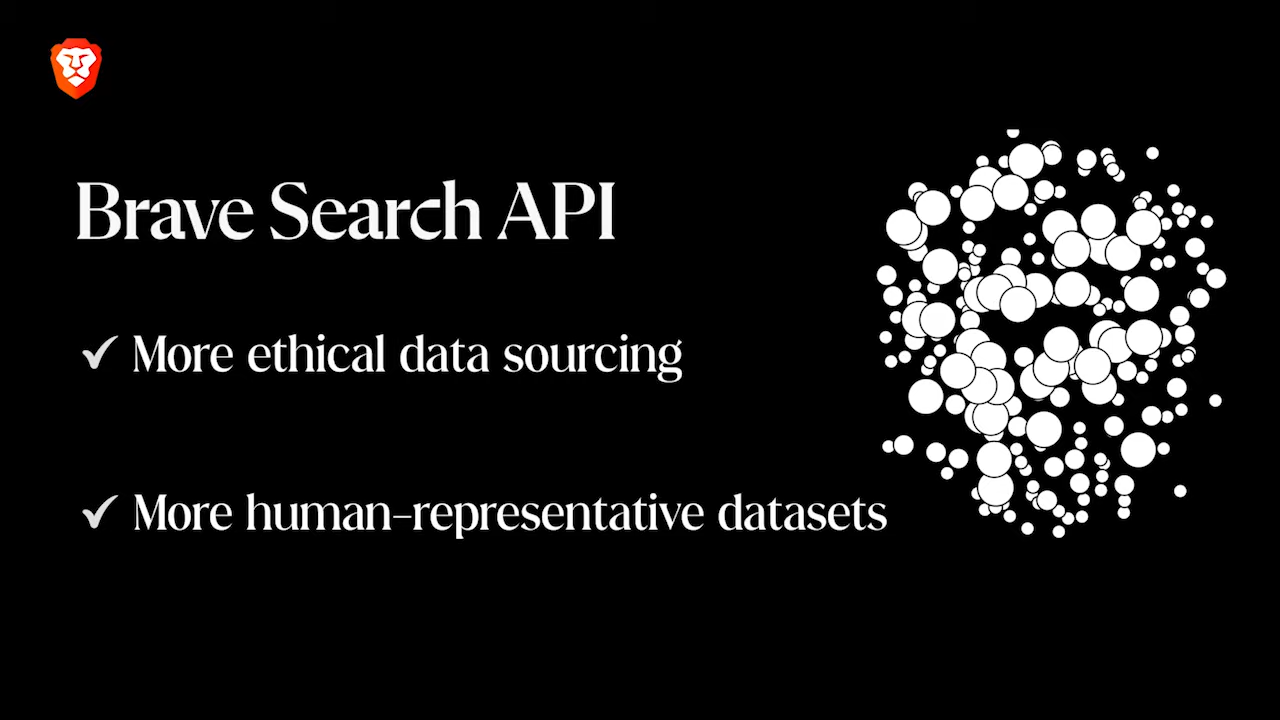 Brave Search API
✓ More ethical data sourcing
✓ More human-representative datasets